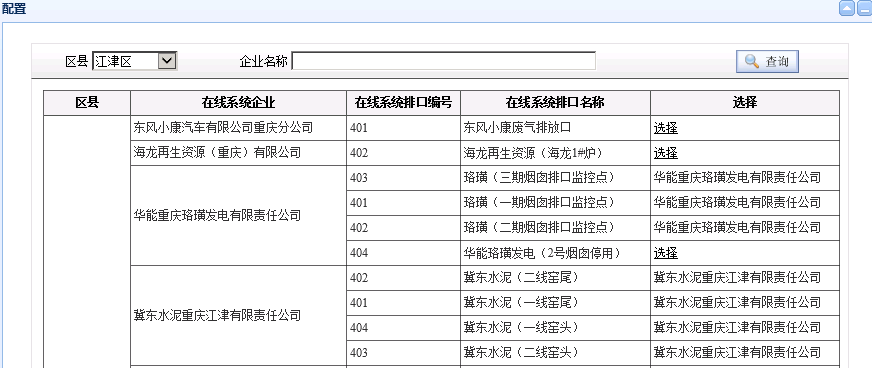 配置
区县 江津区 企业名称 查询
区县 在线系统企业 在线系统排口编号 在线系统排口名称 选择
东风小康汽车有限公司重庆分公司 401 东风小康废气排放口 选择
海龙再生资源（重庆）有限公司 402 海龙再生资源（海龙1#炉） 选择
华能重庆珞璜发电有限责任公司 403 珞璜（三期烟囱排口监控点） 华能重庆珞璜发电有限责任公司
401 珞璜（一期烟囱排口监控点） 华能重庆珞璜发电有限责任公司
402 珞璜（二期烟囱排口监控点） 华能重庆珞璜发电有限责任公司
404 华能珞璜发电（2号烟囱停用） 选择
冀东水泥重庆江津有限责任公司 402 冀东水泥（二线窑尾） 冀东水泥重庆江津有限责任公司
401 冀东水泥（一线窑尾） 冀东水泥重庆江津有限责任公司
404 冀东水泥（一线窑头） 冀东水泥重庆江津有限责任公司
403 冀东水泥（二线窑头） 冀东水泥重庆江津有限责任公司